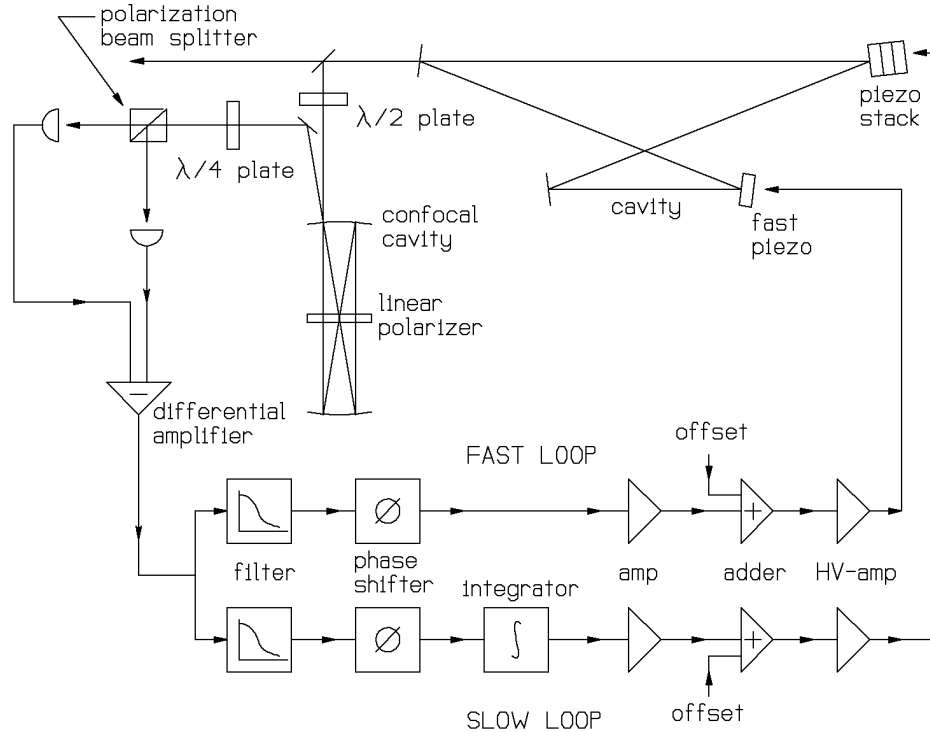 polarization
beam splitter
λ/2 plate
piezo
stack
λ/4 plate
cavity
fast
piezo
confocal
cavity
linear
polarizer
differential
amplifier
FAST LOOP
offset
filter
phase
shifter
integrator
amp
adder
HV-amp
SLOW LOOP
offset